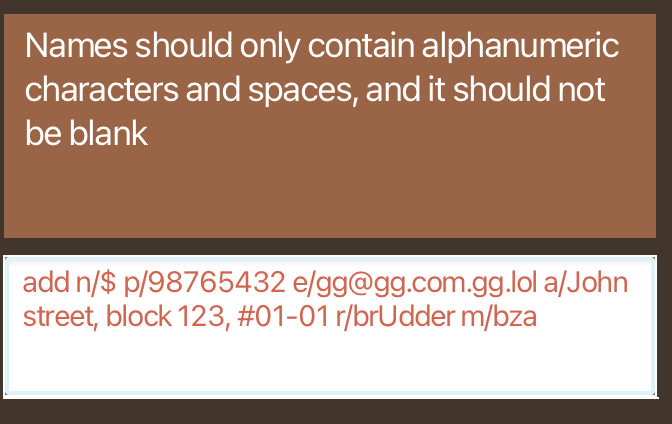 Names should only contain alphanumeric
characters and spaces, and it should not
be blank
add n/$ p/98765432 e/gg@gg.com.gg.lol a/John
street, block 123, #01-01 r/brUdder m/bza